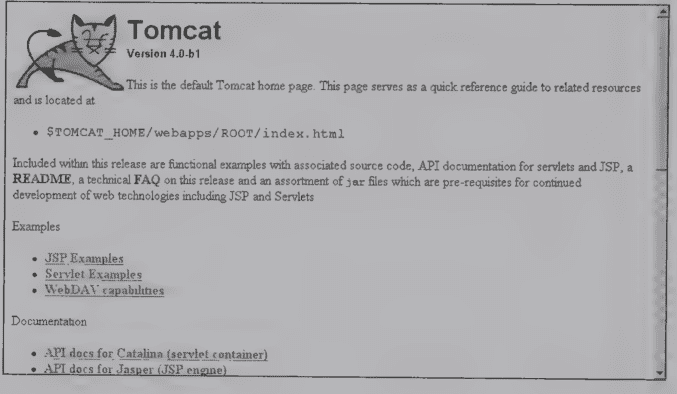 Tomcat
Version 4.0-b1
This is the default Tomcat home page. This page serves as a quick reference guide to related resources
and is located at
• $TOMCAT_HOME/webapps/ROOT/index.html
Included within this release are functional examples with associated source code, API documentation for servlets and JSP, a
README, a technical FAQ on this release and an assortment of jar files which are pre-requisites for continued
development of web technologies including JSP and Servlets
Examples
• JSP Examples
• Servlet Examples
• WebDAV capabilities
Documentation
• API docs for Catalina (servlet container)
• API docs for Jasper (JSP engine)